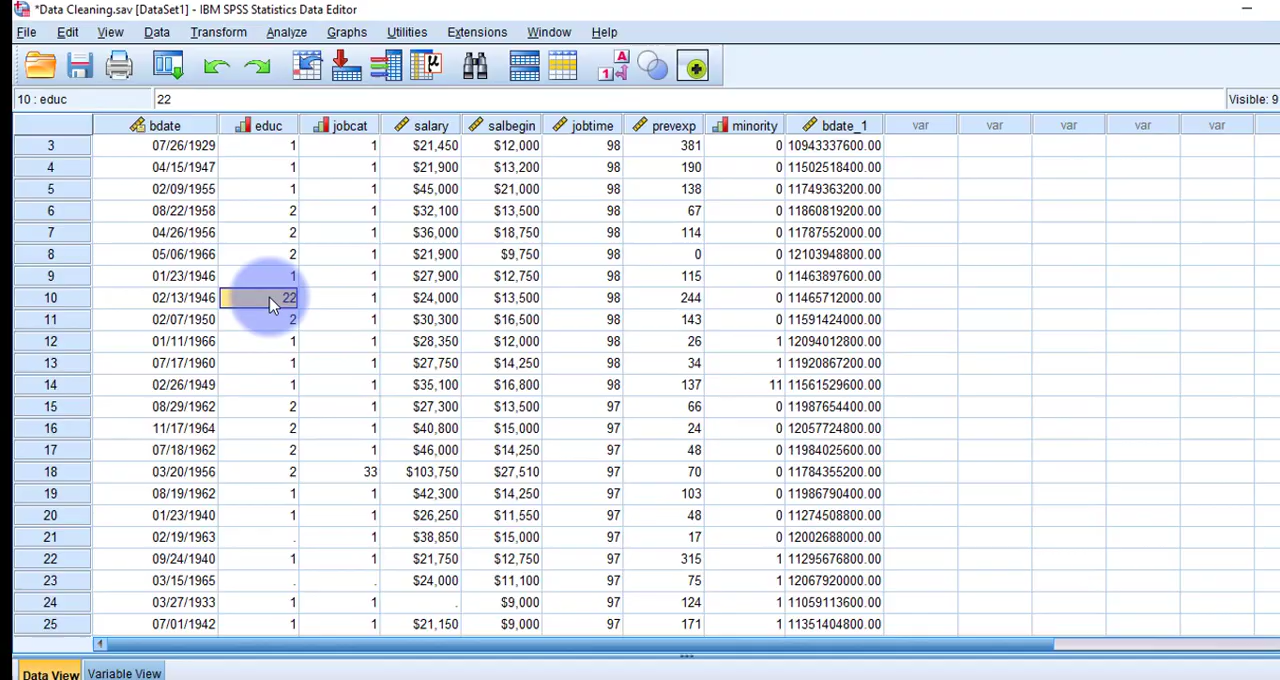 *Data Cleaning.sav [DataSet1] - IBM SPSS Statistics Data Editor
File Edit View Data Transform Analyze Graphs Utilities Extensions Window Help
10 : educ 22 Visible: 9
bdate educ jobcat salary salbegin jobtime prevexp minority bdate_1 var var var var var
3 07/26/1929 1 1 $21,450 $12,000 98 381 0 10943337600.00
4 04/15/1947 1 1 $21,900 $13,200 98 190 0 11502518400.00
5 02/09/1955 1 1 $45,000 $21,000 98 138 0 11749363200.00
6 08/22/1958 2 1 $32,100 $13,500 98 67 0 11860819200.00
7 04/26/1956 2 1 $36,000 $18,750 98 114 0 11787552000.00
8 05/06/1966 2 1 $21,900 $9,750 98 0 0 12103948800.00
9 01/23/1946 1 1 $27,900 $12,750 98 115 0 11463897600.00
10 02/13/1946 22 1 $24,000 $13,500 98 244 0 11465712000.00
11 02/07/1950 2 1 $30,300 $16,500 98 143 0 11591424000.00
12 01/11/1966 1 1 $28,350 $12,000 98 26 1 12094012800.00
13 07/17/1960 1 1 $27,750 $14,250 98 34 1 11920867200.00
14 02/26/1949 1 1 $35,100 $16,800 98 137 11 11561529600.00
15 08/29/1962 2 1 $27,300 $13,500 97 66 0 11987654400.00
16 11/17/1964 2 1 $40,800 $15,000 97 24 0 12057724800.00
17 07/18/1962 2 1 $46,000 $14,250 97 48 0 11984025600.00
18 03/20/1956 2 33 $103,750 $27,510 97 70 0 11784355200.00
19 08/19/1962 1 1 $42,300 $14,250 97 103 0 11986790400.00
20 01/23/1940 1 1 $26,250 $11,550 97 48 0 11274508800.00
21 02/19/1963 . 1 $38,850 $15,000 97 17 0 12002688000.00
22 09/24/1940 1 1 $21,750 $12,750 97 315 1 11295676800.00
23 03/15/1965 . . $24,000 $11,100 97 75 1 12067920000.00
24 03/27/1933 1 1 . $9,000 97 124 1 11059113600.00
25 07/01/1942 1 1 $21,150 $9,000 97 171 1 11351404800.00
Data View Variable View